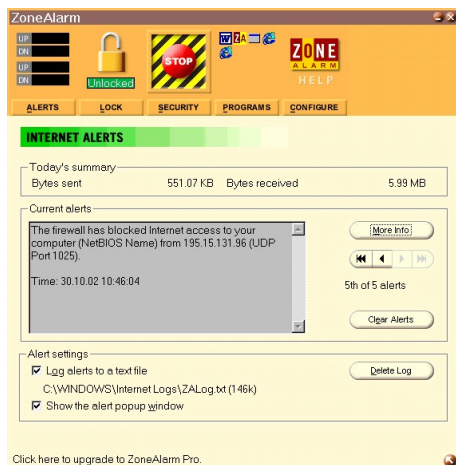 ZoneAlarm
UP
DN
UP
DN
Unlocked
STOP
W ZA
ZONE
ALARM
HELP
ALERTS LOCK SECURITY PROGRAMS CONFIGURE
INTERNET ALERTS
Today's summary
Bytes sent 551.07 KB Bytes received 5.99 MB
Current alerts
The firewall has blocked Internet access to your
computer (NetBIOS Name) from 195.15.131.96 (UDP
Port 1025).
Time: 30.10.02 10:46:04
More Info
5th of 5 alerts
Clear Alerts
Alert settings
Log alerts to a text file
Delete Log
C:\WINDOWS\Internet Logs\ZALog.txt (146k)
Show the alert popup window
Click here to upgrade to ZoneAlarm Pro.